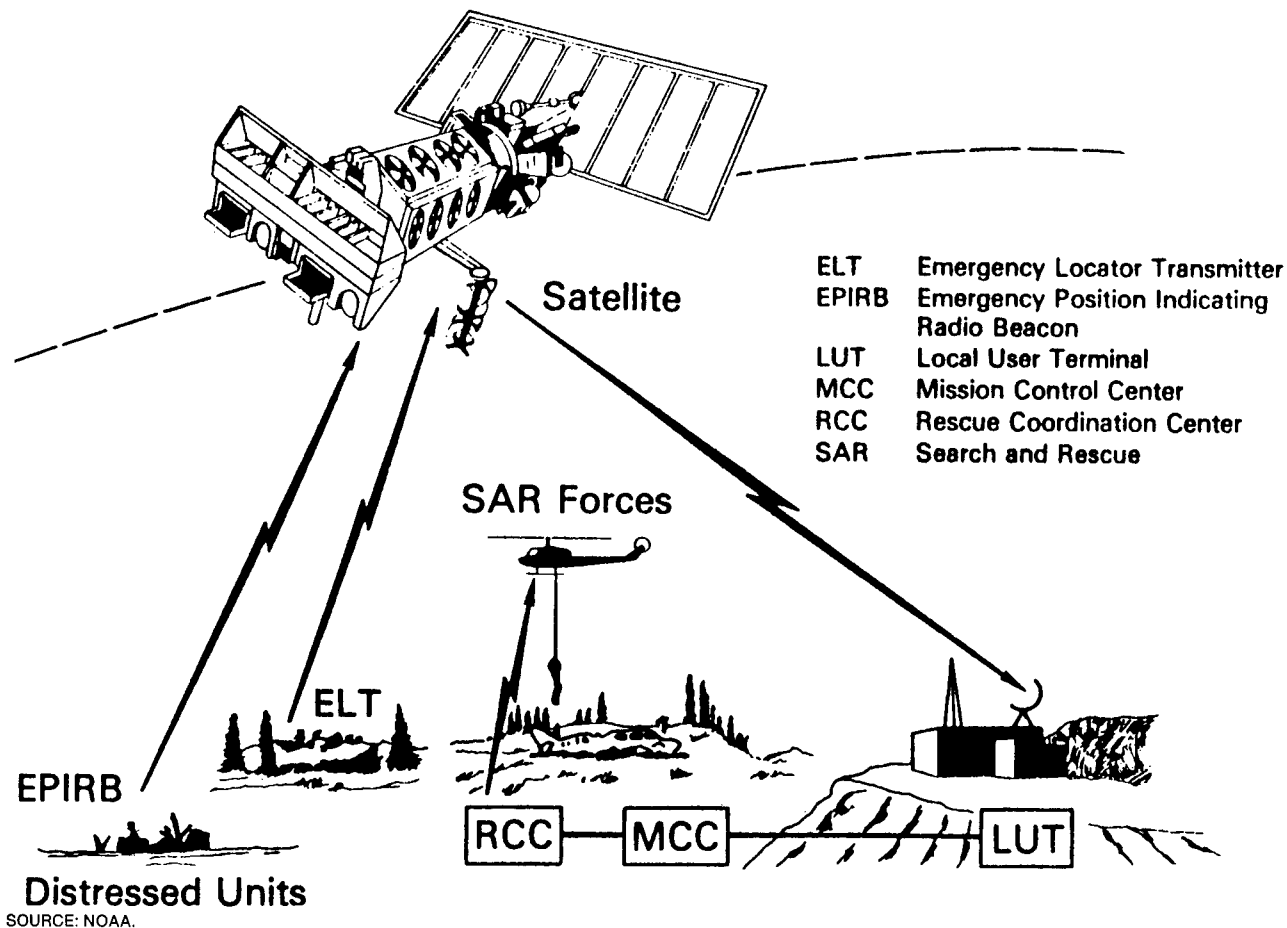 Satellite
ELT Emergency Locator Transmitter
EPIRB Emergency Position Indicating
Radio Beacon
LUT Local User Terminal
MCC Mission Control Center
RCC Rescue Coordination Center
SAR Search and Rescue
SAR Forces
ELT
EPIRB
RCC MCC LUT
Distressed Units
SOURCE: NOAA.